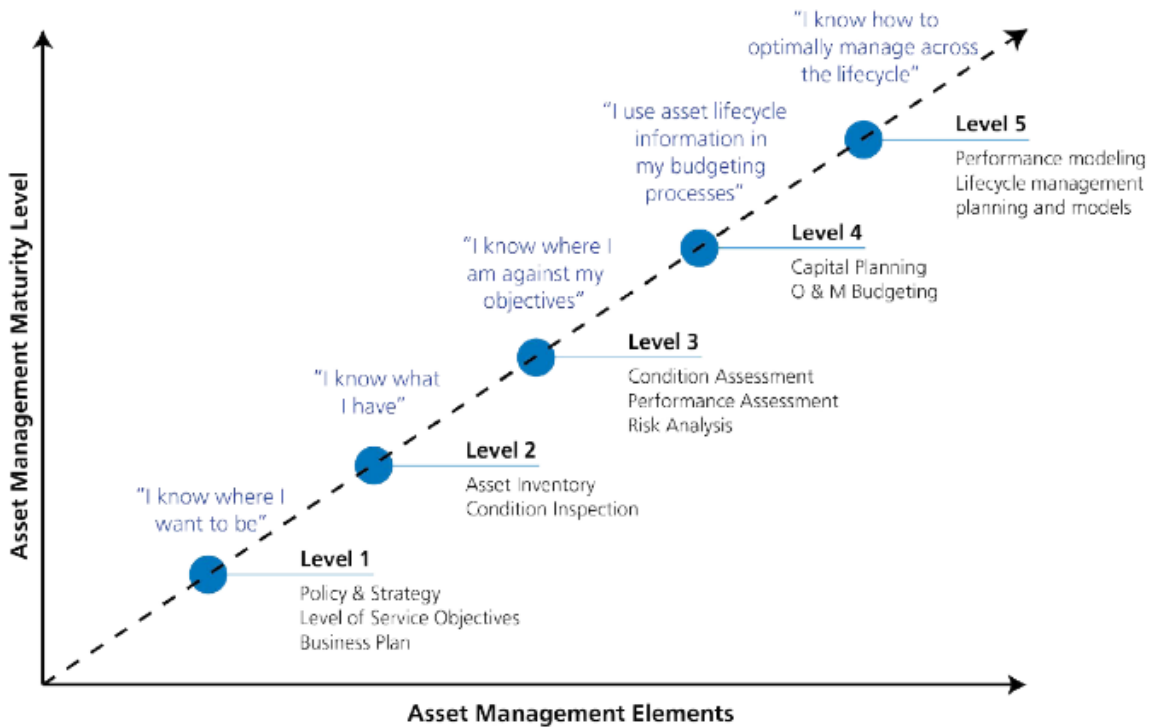 "I know how to
optimally manage across
the lifecycle"
"I use asset lifecycle
information in
my budgeting
processes"
Level 5
Performance modeling
Lifecycle management
planning and models
"I know where I
am against my
objectives"
Level 4
Capital Planning
O & M Budgeting
"I know what
I have"
Level 3
Condition Assessment
Performance Assessment
Risk Analysis
"I know where I
want to be"
Level 2
Asset Inventory
Condition Inspection
Level 1
Policy & Strategy
Level of Service Objectives
Business Plan
Asset Management Maturity Level
Asset Management Elements